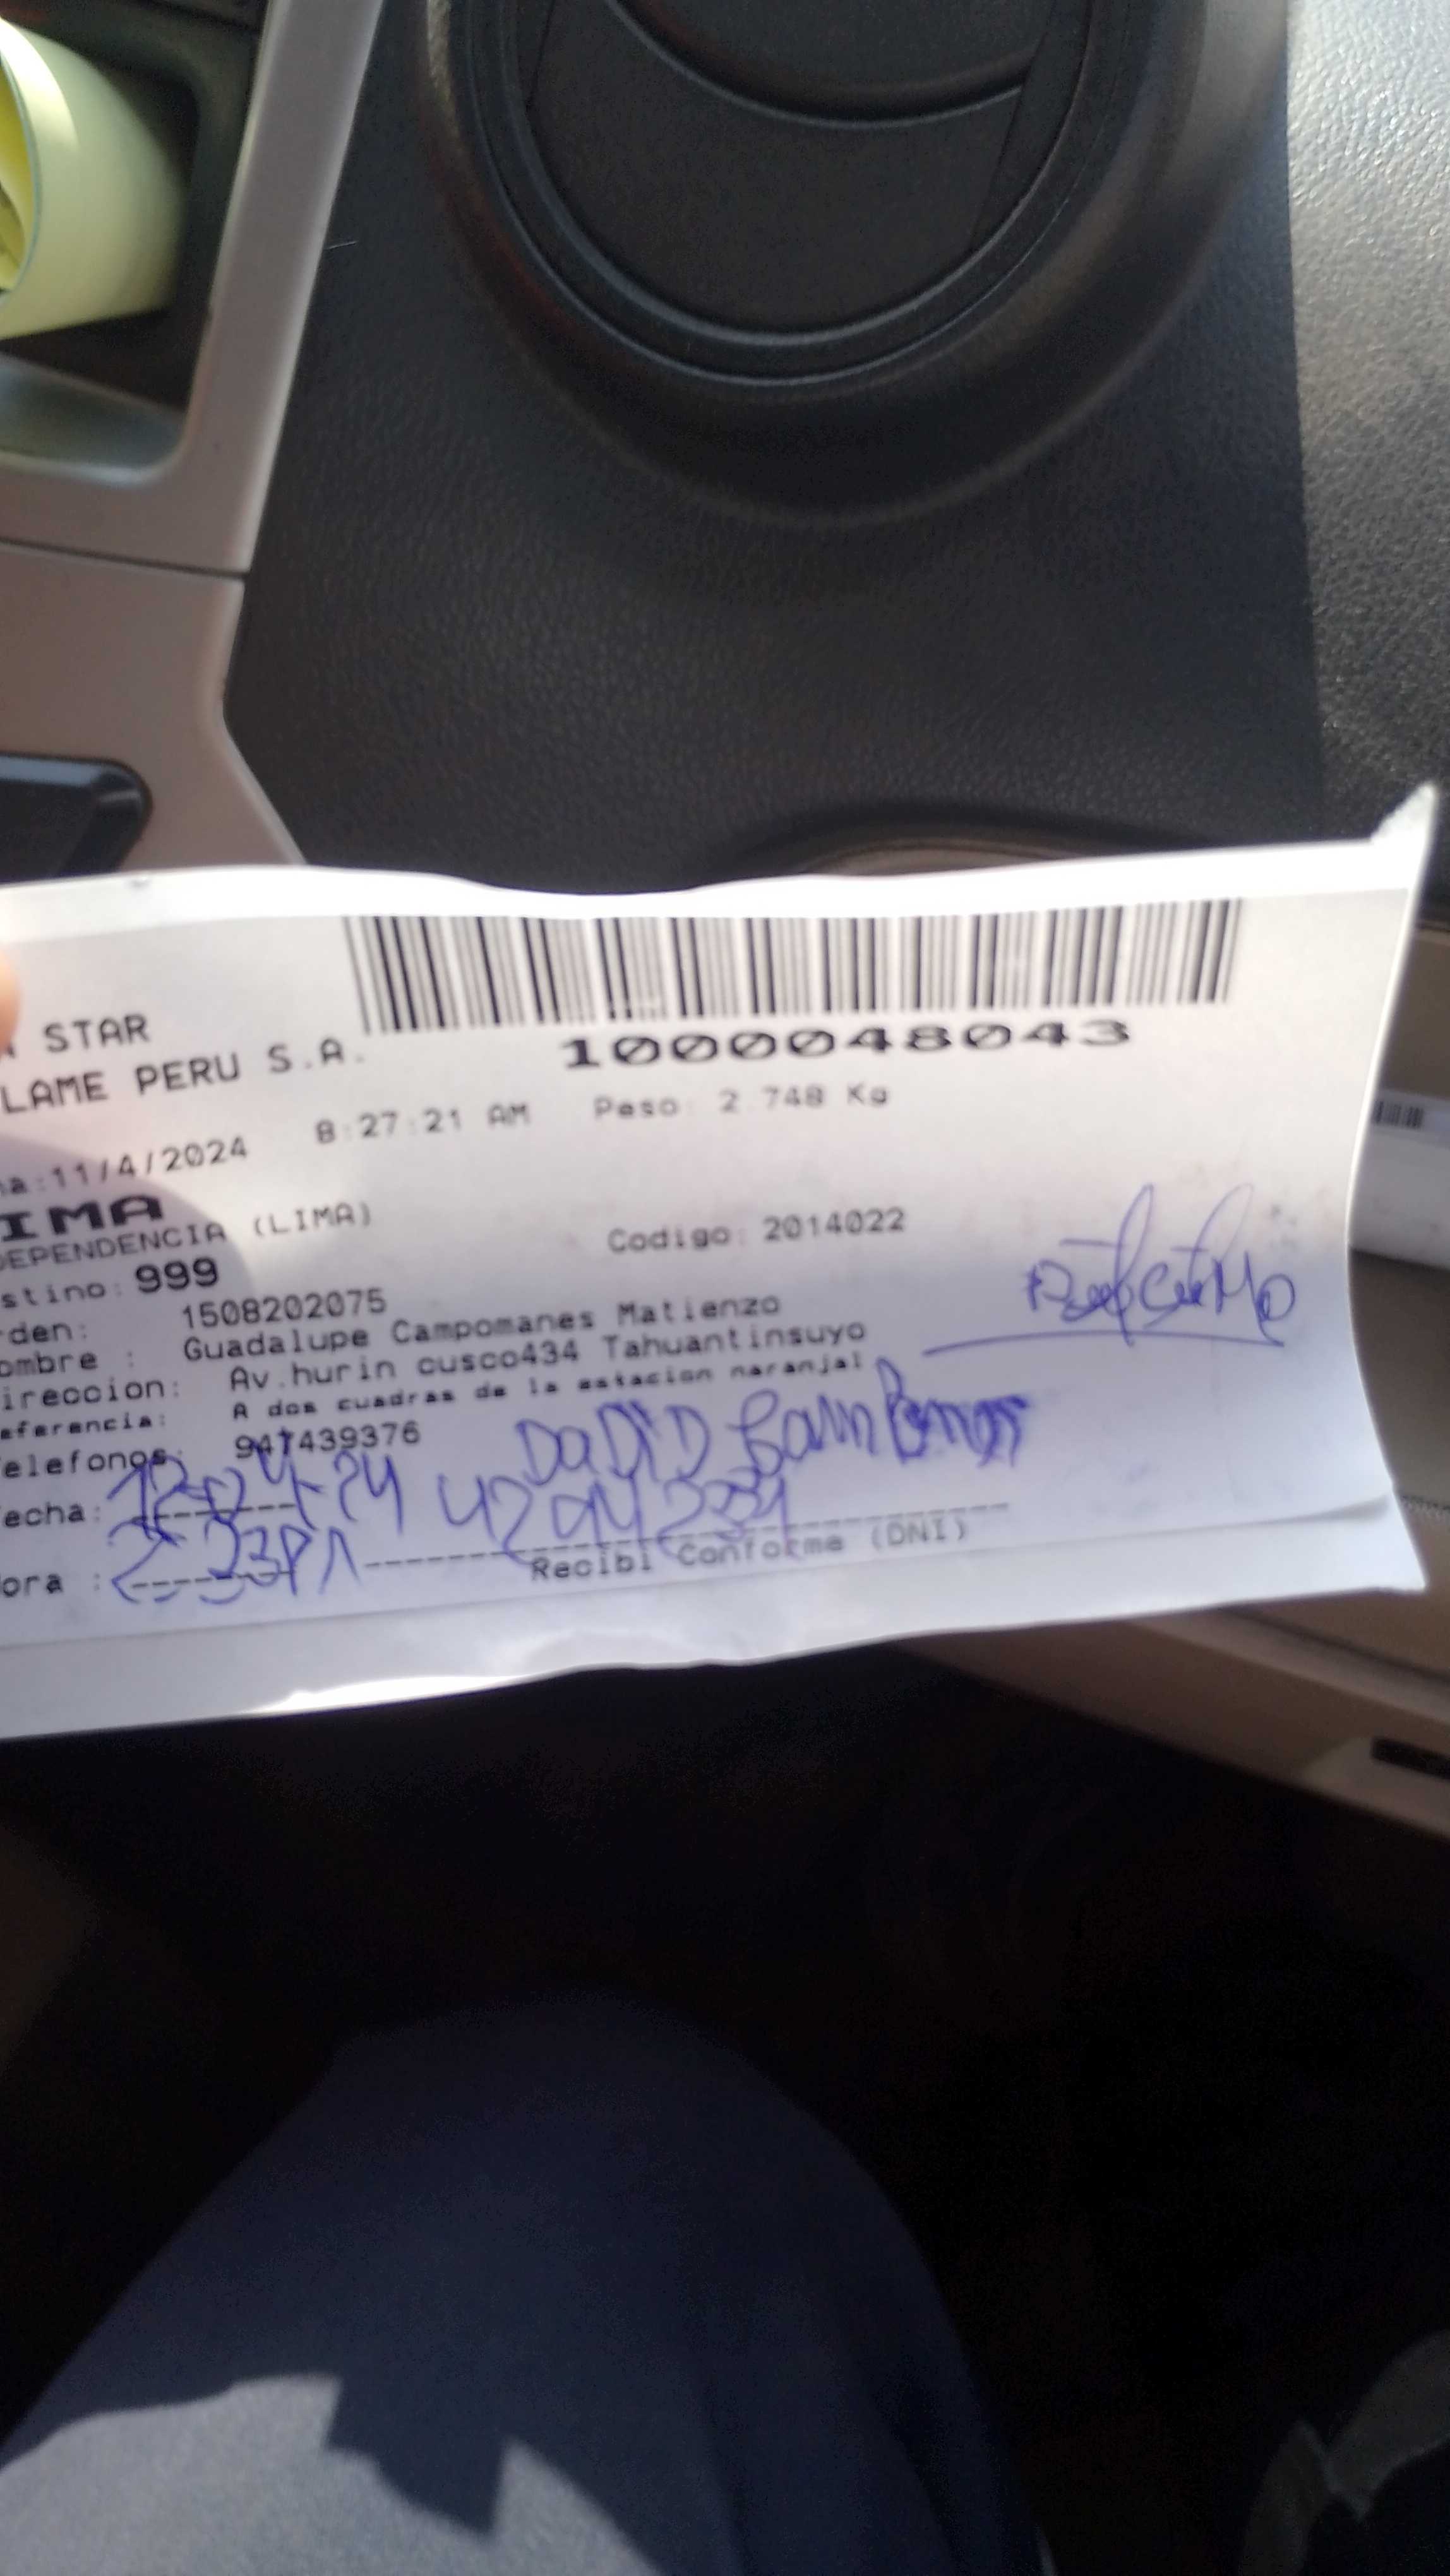 STAR
LAME PERU S.A.
1000048043
a:11/4/2024 8:27:21 AM Peso: 2.748 Kg
IMA
DEPENDENCIA (LIMA)
stino: 999 Codigo: 2014022
rden: 1508202075
ombre : Guadalupe Campomanes Matienzo
ireccion: Av.hurin cusco434 Tahuantinsuyo
eferencia: A dos cuadras de la estacion naranjal
elefonos: 947439376
DaDID
echa: 24
ora :
Recibi Conforme (DNI)